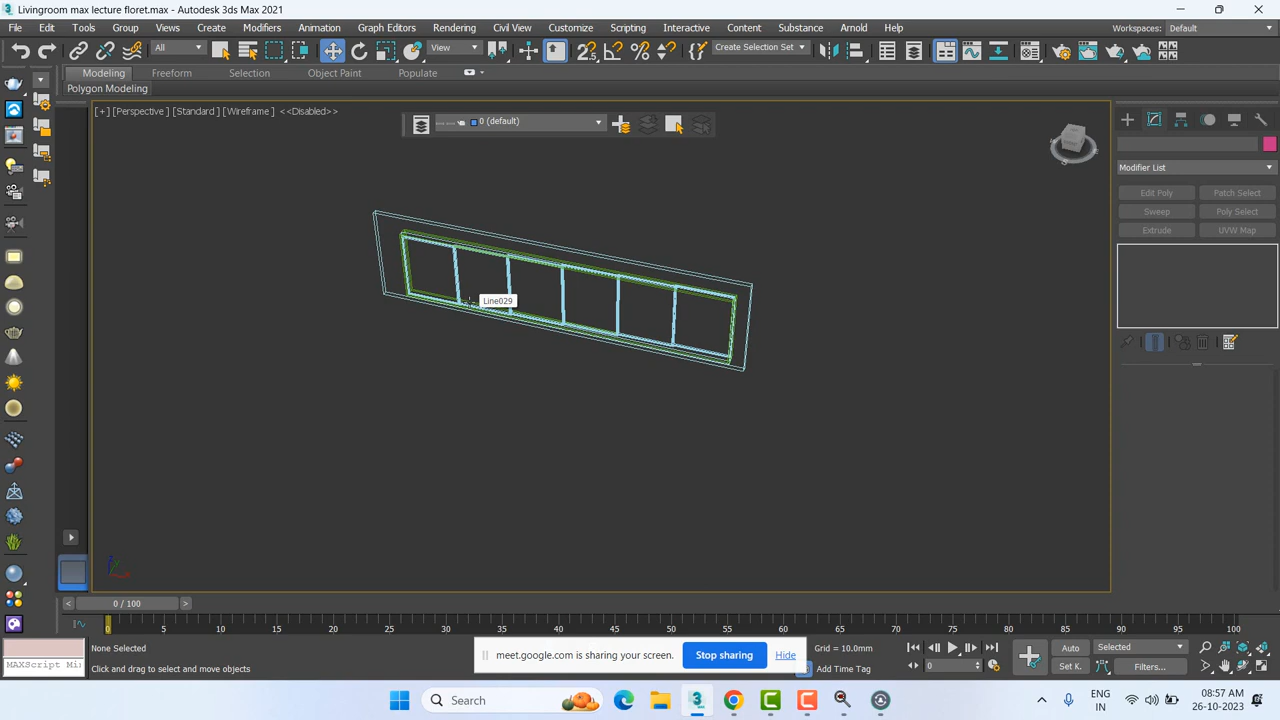 Livingroom max lecture floret.max - Autodesk 3ds Max 2021
File Edit Tools Group Views Create Modifiers Animation Graph Editors Rendering Civil View Customize Scripting Interactive Content Substance Arnold Help Workspaces: Default
All View Create Selection Set
Modeling Freeform Selection Object Paint Populate
Polygon Modeling
[+] [Perspective] [Standard] [Wireframe] <<Disabled>>
0 (default)
Modifier List
Edit Poly Patch Select
Sweep Poly Select
Extrude UVW Map
Line029
< 0 / 100 >
0 5 10 15 20 25 30 35 40 45 50 55 60 65 70 75 80 85 90 95 100
None Selected
MAXScript Mi
Click and drag to select and move objects
meet.google.com is sharing your screen. Stop sharing Hide
Grid = 10.0mm
Add Time Tag
Auto Selected
0 Set K. Filters...
Search
ENG
IN
08:57 AM
26-10-2023